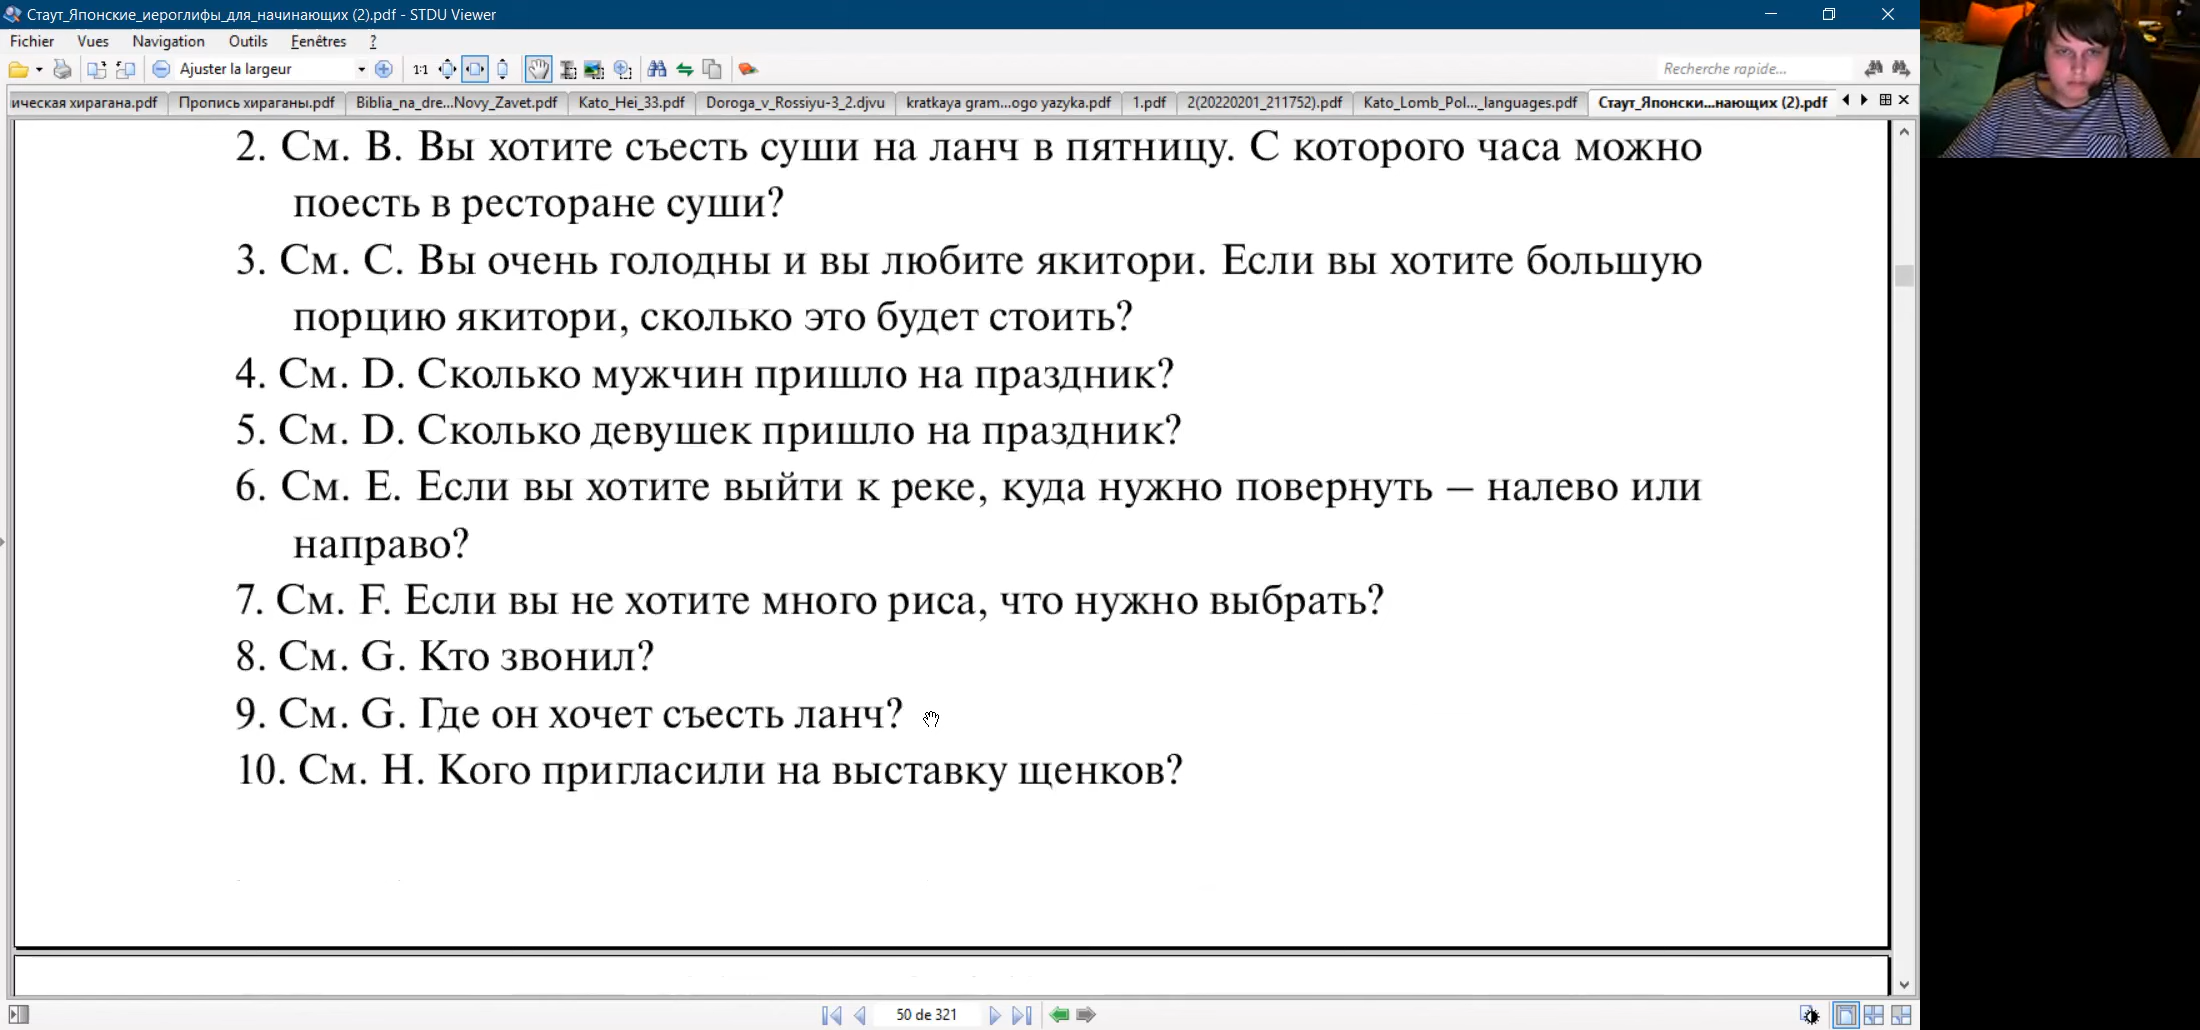 Стаут_Японские_иероглифы_для_начинающих (2).pdf - STDU Viewer
Fichier Vues Navigation Outils Fenêtres ?
Ajuster la largeur 1:1 Recherche rapide...
ическая хирагана.pdf Пропись хираганы.pdf Biblia_na_dre...Novy_Zavet.pdf Kato_Hei_33.pdf Doroga_v_Rossiyu-3_2.djvu kratkaya gram...ogo yazyka.pdf 1.pdf 2(20220201_211752).pdf Kato_Lomb_Pol..._languages.pdf Стаут_Японски...нающих (2).pdf
2. См. B. Вы хотите съесть суши на ланч в пятницу. С которого часа можно
поесть в ресторане суши?
3. См. C. Вы очень голодны и вы любите якитори. Если вы хотите большую
порцию якитори, сколько это будет стоить?
4. См. D. Сколько мужчин пришло на праздник?
5. См. D. Сколько девушек пришло на праздник?
6. См. E. Если вы хотите выйти к реке, куда нужно повернуть – налево или
направо?
7. См. F. Если вы не хотите много риса, что нужно выбрать?
8. См. G. Кто звонил?
9. См. G. Где он хочет съесть ланч?
10. См. H. Кого пригласили на выставку щенков?
50 de 321